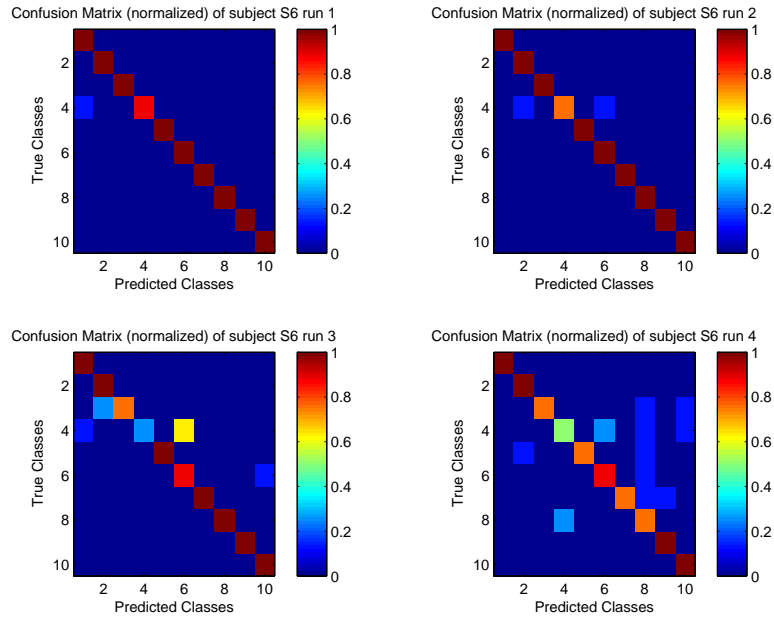 Confusion Matrix (normalized) of subject S6 run 1
True Classes
2
4
6
8
10
2 4 6 8 10
Predicted Classes
1
0.8
0.6
0.4
0.2
0
Confusion Matrix (normalized) of subject S6 run 2
True Classes
2
4
6
8
10
2 4 6 8 10
Predicted Classes
1
0.8
0.6
0.4
0.2
0
Confusion Matrix (normalized) of subject S6 run 3
True Classes
2
4
6
8
10
2 4 6 8 10
Predicted Classes
1
0.8
0.6
0.4
0.2
0
Confusion Matrix (normalized) of subject S6 run 4
True Classes
2
4
6
8
10
2 4 6 8 10
Predicted Classes
1
0.8
0.6
0.4
0.2
0